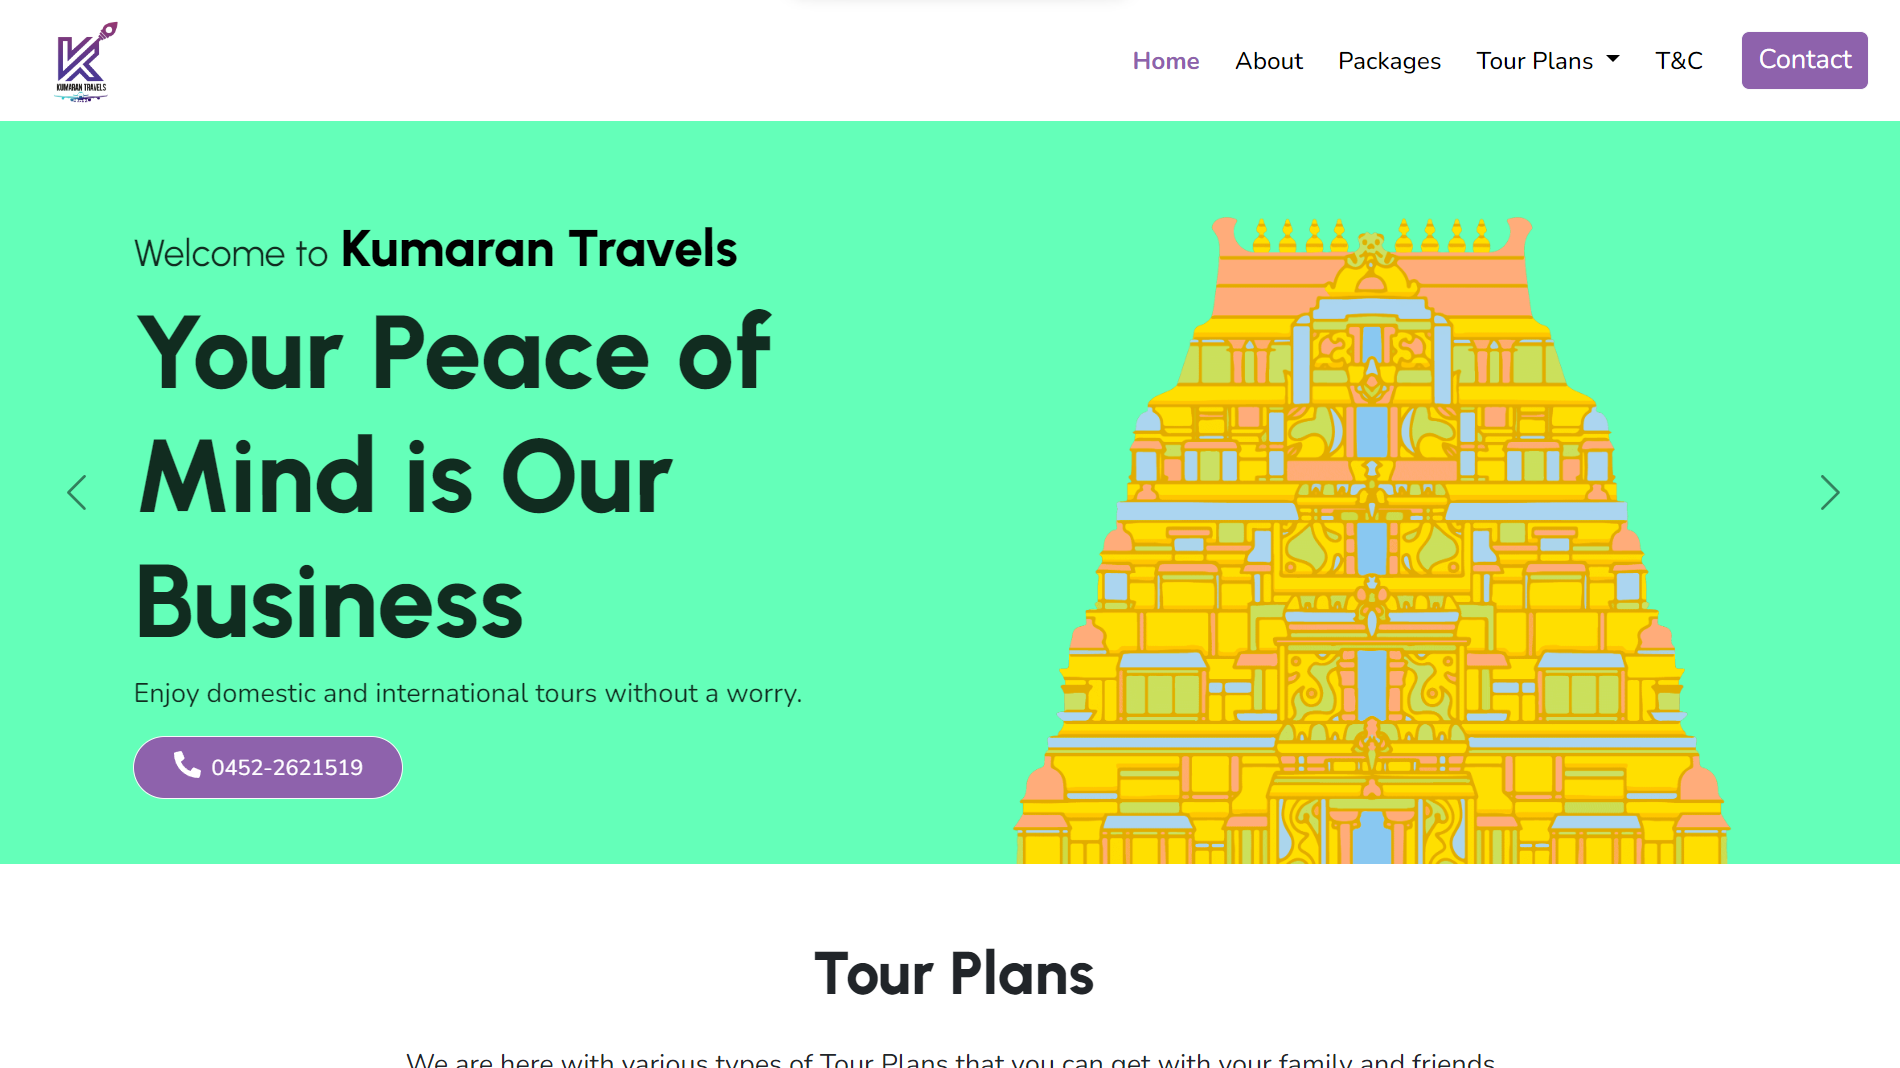 KUMARAN TRAVELS
Home
About
Packages
Tour Plans
T&C
Contact
Welcome to Kumaran Travels
Your Peace of
Mind is Our
Business
Enjoy domestic and international tours without a worry.
0452-2621519
Tour Plans
We are here with various types of Tour Plans that you can get with your family and friends